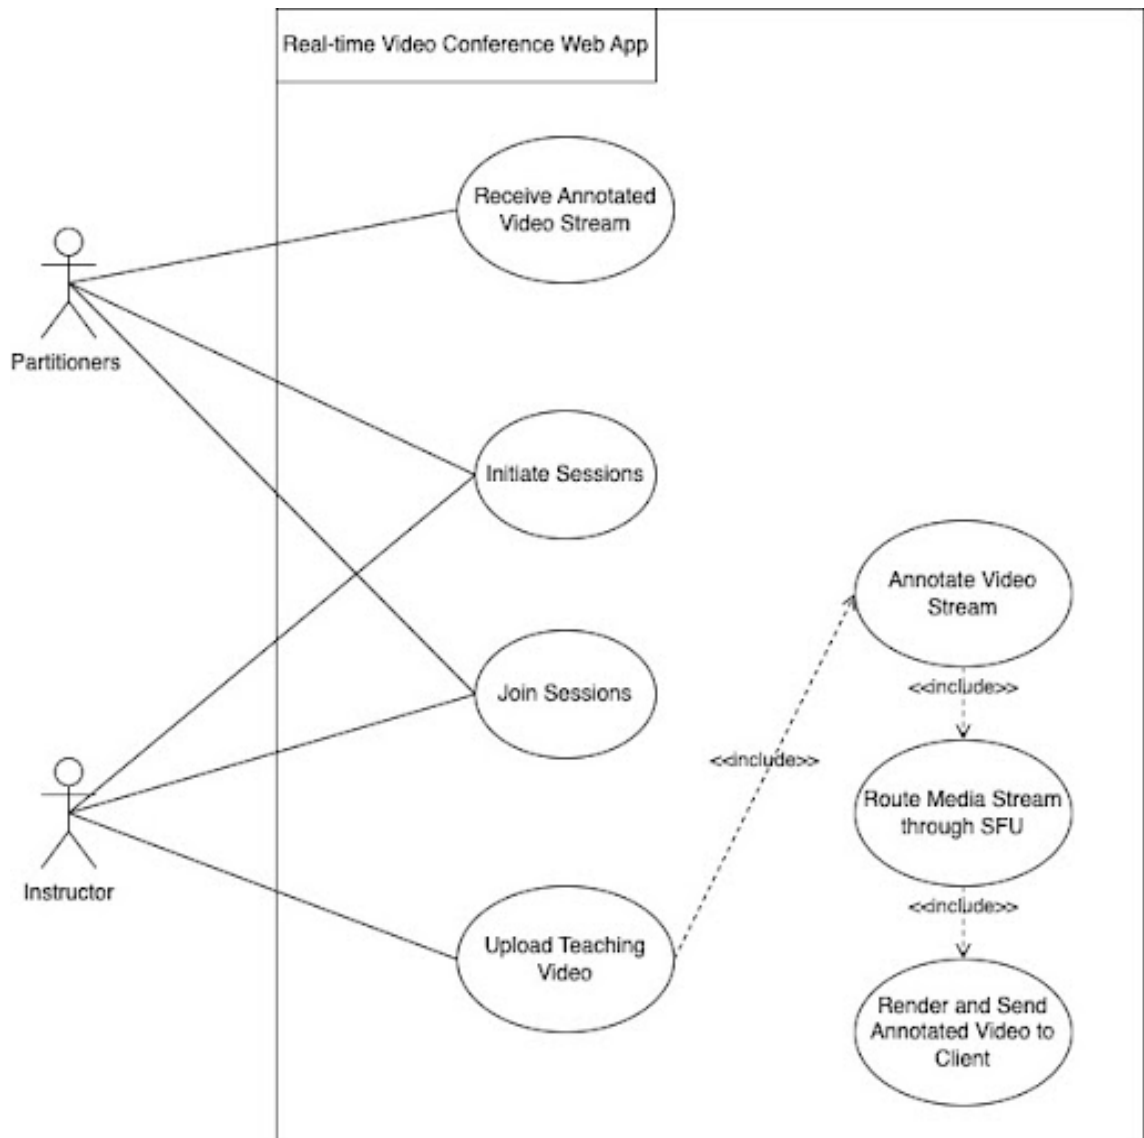 Real-time Video Conference Web App
Receive Annotated
Video Stream
Partitioners
Initiate Sessions
Annotate Video
Stream
<<include>>
Join Sessions
<<include>>
Route Media Stream
through SFU
Instructor
<<include>>
Upload Teaching
Video
Render and Send
Annotated Video to
Client